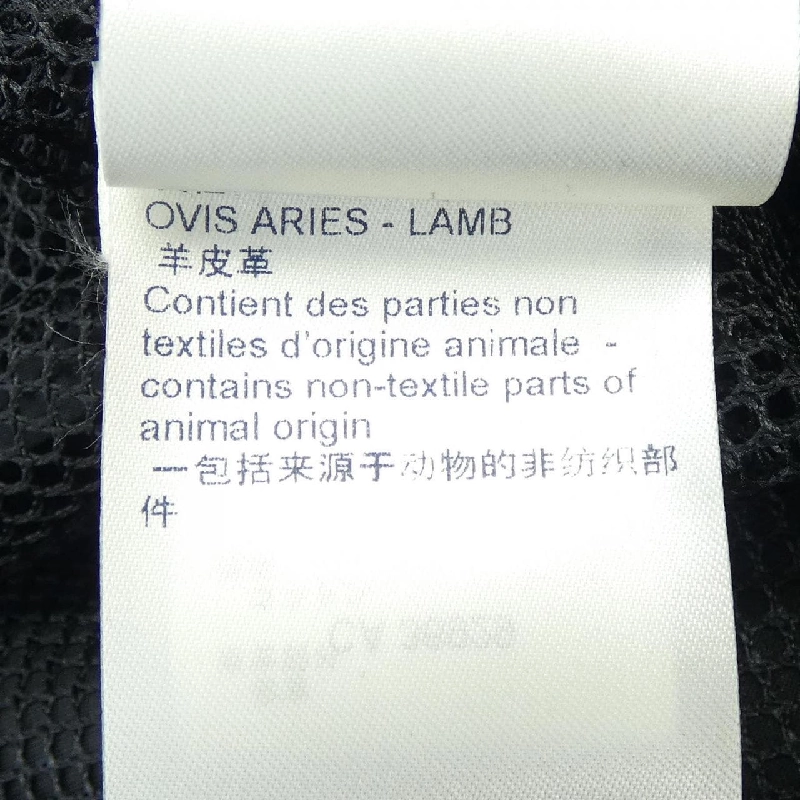 OVIS ARIES - LAMB
羊皮革
Contient des parties non
textiles d'origine animale -
contains non-textile parts of
animal origin
一包括来源于动物的非纺织部
件